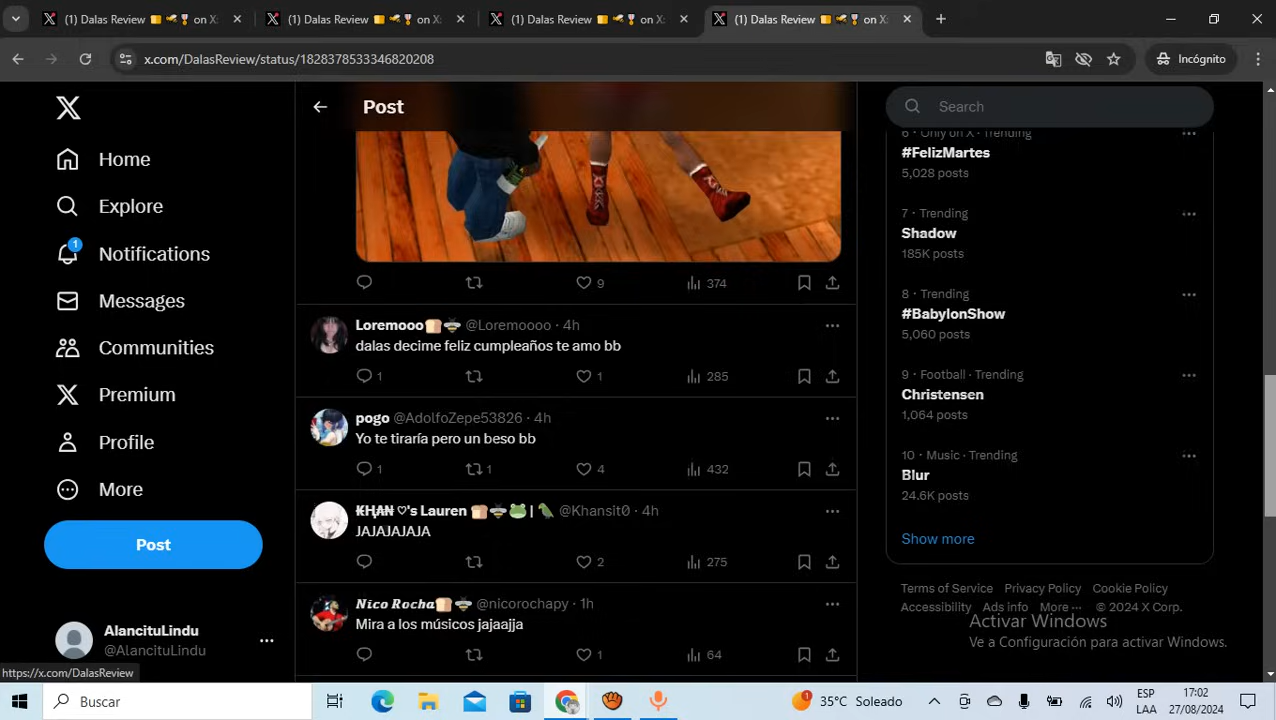 (1) Dalas Review on X:
(1) Dalas Review on X:
(1) Dalas Review on X:
(1) Dalas Review on X
x.com/DalasReview/status/1828378533346820208
Incógnito
Home
Explore
1
Notifications
Messages
Communities
Premium
Profile
More
Post
AlancituLindu
@AlancituLindu
https://x.com/DalasReview
Post
9
374
Loremooo @Loremoooo · 4h
dalas decime feliz cumpleaños te amo bb
1
1
285
pogo @AdolfoZepe53826 · 4h
Yo te tiraría pero un beso bb
1
1
4
432
♡'s Lauren | @Khansit0 · 4h
JAJAJAJAJA
2
275
Nico Rocha @nicorochapy · 1h
Mira a los músicos jajaajja
1
64
Search
6 · Only on X · Trending
#FelizMartes
5,028 posts
7 · Trending
Shadow
185K posts
8 · Trending
#BabylonShow
5,060 posts
9 · Football · Trending
Christensen
1,064 posts
10 · Music · Trending
Blur
24.6K posts
Show more
Terms of Service Privacy Policy Cookie Policy
Accessibility Ads info More ··· © 2024 X Corp.
Activar Windows
Ve a Configuración para activar Windows.
Buscar
1
35°C Soleado
ESP
LAA
17:02
27/08/2024